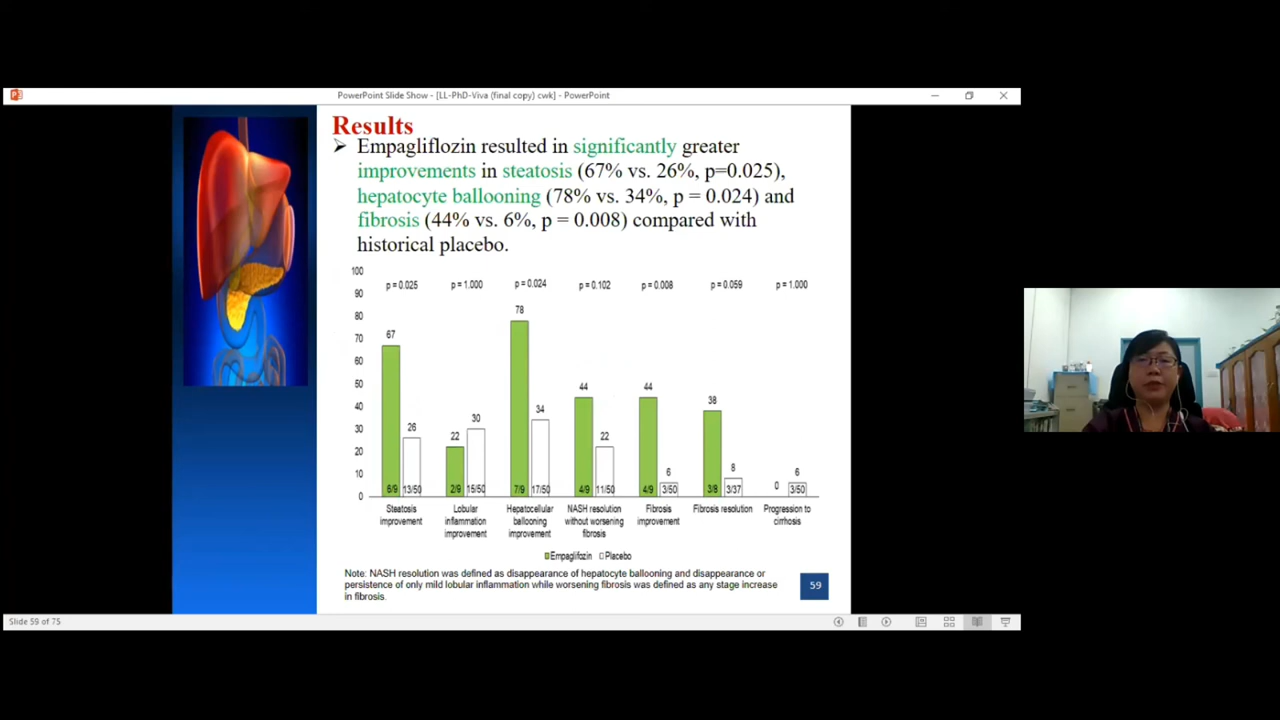 PowerPoint Slide Show - [LL-PhD-Viva (final copy) cwk] - PowerPoint
Results
➢ Empagliflozin resulted in significantly greater
improvements in steatosis (67% vs. 26%, p=0.025),
hepatocyte ballooning (78% vs. 34%, p = 0.024) and
fibrosis (44% vs. 6%, p = 0.008) compared with
historical placebo.
100
90
80
70
60
50
40
30
20
10
0
p = 0.025
p = 1.000
p = 0.024
p = 0.102
p = 0.008
p = 0.059
p = 1.000
67
26
22
30
78
34
44
22
44
6
38
8
0
6
6/9
13/50
2/9
15/50
7/9
17/50
4/9
11/50
4/9
3/50
3/8
3/37
3/50
Steatosis
improvement
Lobular
inflammation
improvement
Hepatocellular
ballooning
improvement
NASH resolution
without worsening
fibrosis
Fibrosis
improvement
Fibrosis resolution
Progression to
cirrhosis
Empaglifozin
Placebo
Note: NASH resolution was defined as disappearance of hepatocyte ballooning and disappearance or
persistence of only mild lobular inflammation while worsening fibrosis was defined as any stage increase
in fibrosis.
59
Slide 59 of 75